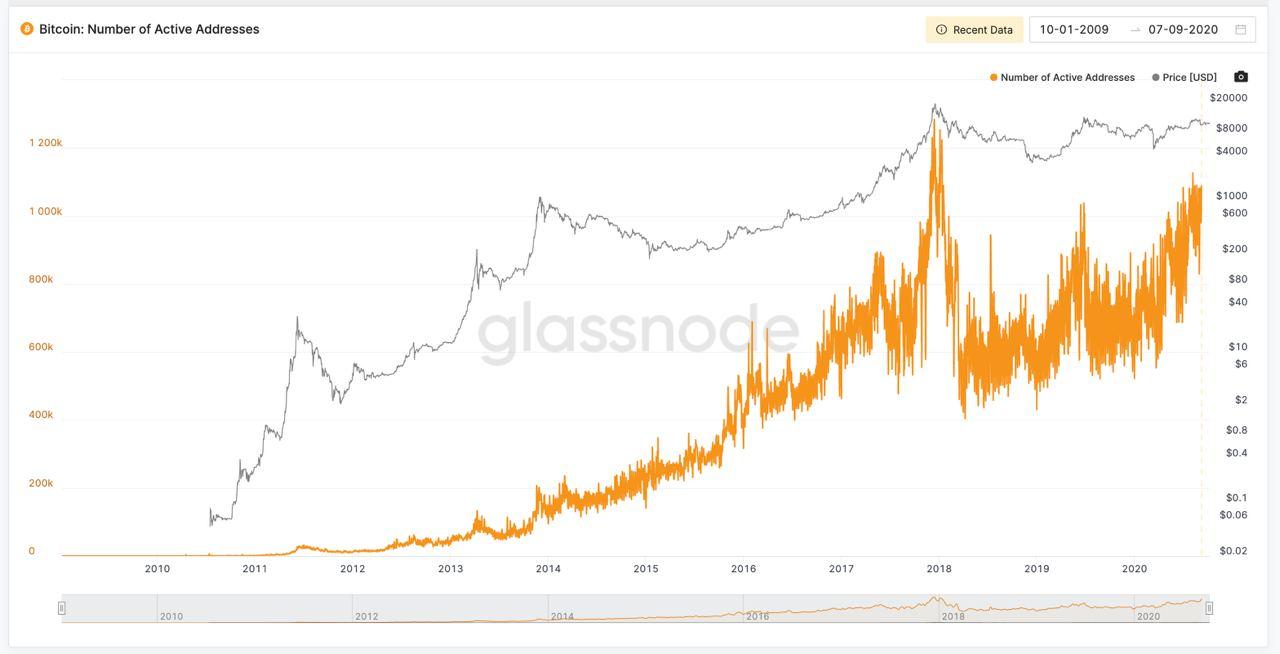 Bitcoin: Number of Active Addresses
Recent Data
10-01-2009 → 07-09-2020
Number of Active Addresses
Price [USD]
$20000
1 200k
$8000
$4000
1 000k
$1000
$600
$200
800k
$80
$40
glassnode
600k
$10
$6
400k
$2
$0.8
$0.4
200k
$0.1
$0.06
0
$0.02
2010 2011 2012 2013 2014 2015 2016 2017 2018 2019 2020
2010 2012 2014 2016 2018 2020